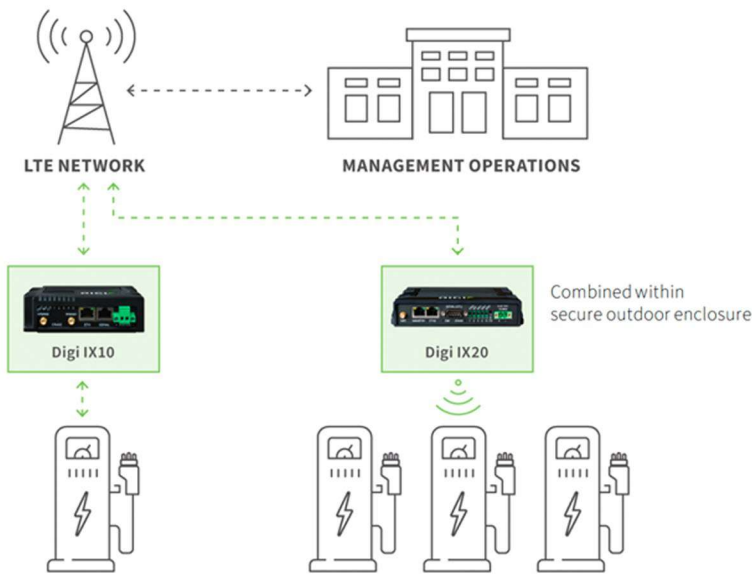 LTE NETWORK
MANAGEMENT OPERATIONS
Digi IX10
Digi IX20
Combined within
secure outdoor enclosure